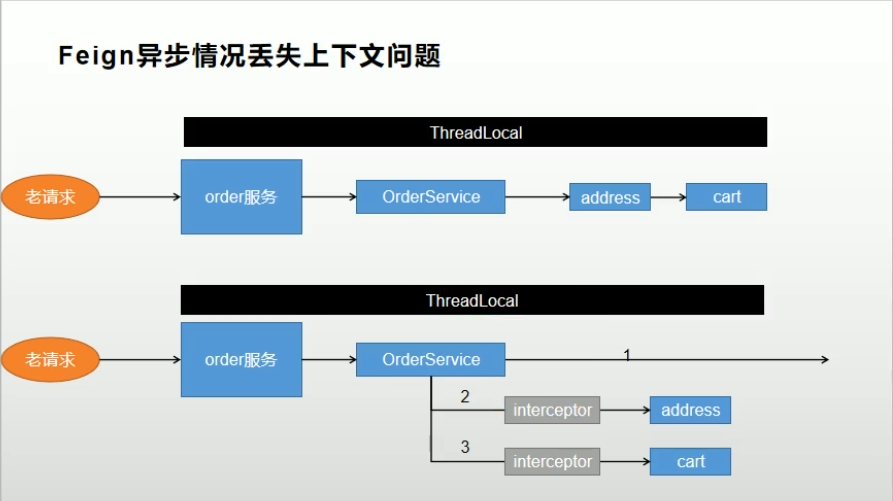 Feign异步情况丢失上下文问题
ThreadLocal
老请求
order服务
OrderService
address
cart
ThreadLocal
老请求
order服务
OrderService
1
2
interceptor
address
3
interceptor
cart